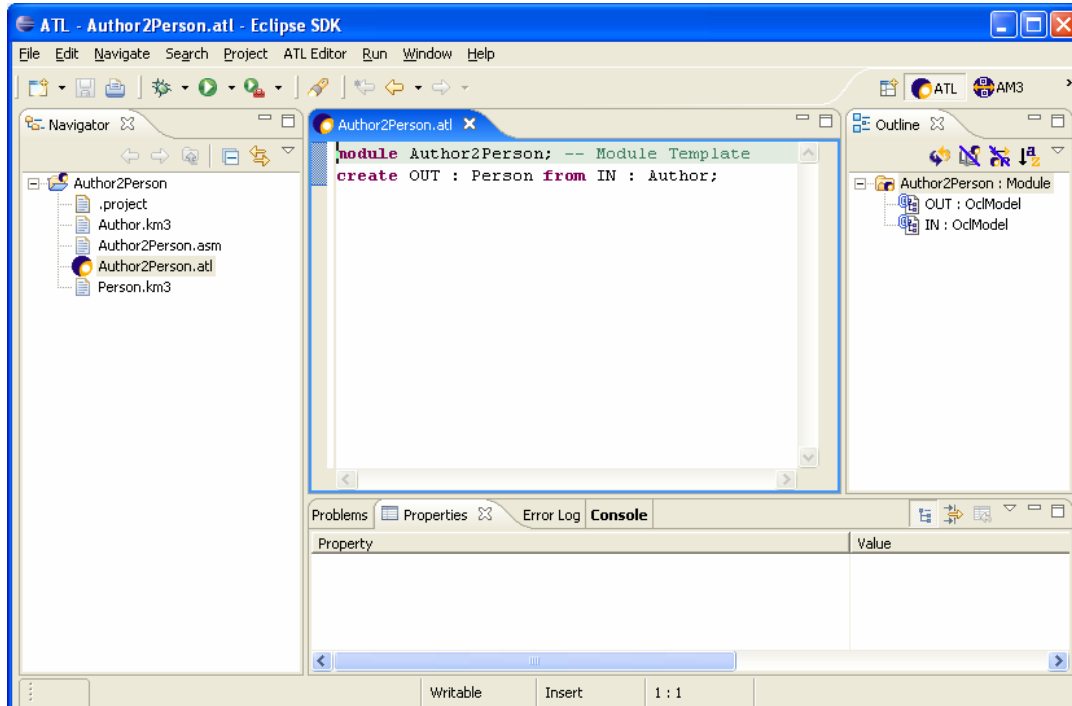 ATL - Author2Person.atl - Eclipse SDK
File Edit Navigate Search Project ATL Editor Run Window Help
ATL AM3
Navigator
Author2Person
.project
Author.km3
Author2Person.asm
Author2Person.atl
Person.km3
Author2Person.atl
module Author2Person; -- Module Template
create OUT : Person from IN : Author;
Outline
Author2Person : Module
OUT : OclModel
IN : OclModel
Problems Properties Error Log Console
Property Value
Writable Insert 1 : 1